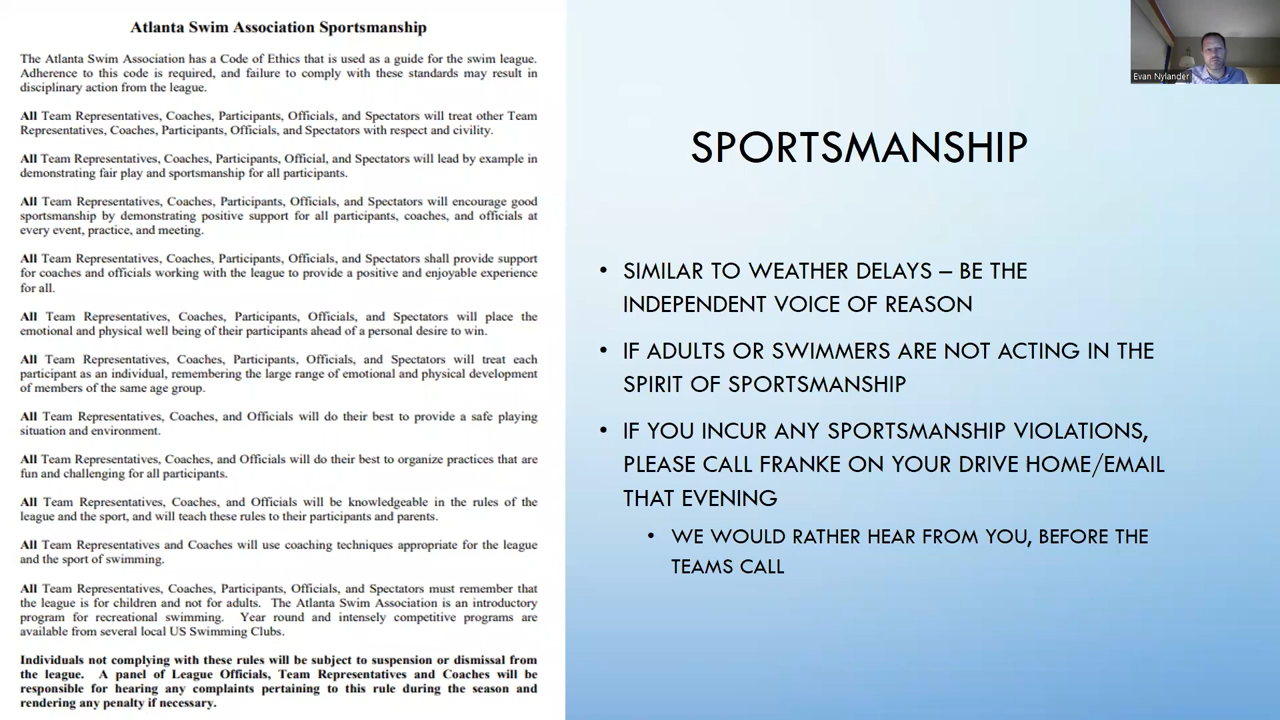 Atlanta Swim Association Sportsmanship
The Atlanta Swim Association has a Code of Ethics that is used as a guide for the swim league.
Adherence to this code is required, and failure to comply with these standards may result in
disciplinary action from the league.
All Team Representatives, Coaches, Participants, Officials, and Spectators will treat other Team
Representatives, Coaches, Participants, Officials, and Spectators with respect and civility.
All Team Representatives, Coaches, Participants, Official, and Spectators will lead by example in
demonstrating fair play and sportsmanship for all participants.
All Team Representatives, Coaches, Participants, Officials, and Spectators will encourage good
sportsmanship by demonstrating positive support for all participants, coaches, and officials at
every event, practice, and meeting.
All Team Representatives, Coaches, Participants, Officials, and Spectators shall provide support
for coaches and officials working with the league to provide a positive and enjoyable experience
for all.
All Team Representatives, Coaches, Participants, Officials, and Spectators will place the
emotional and physical well being of their participants ahead of a personal desire to win.
All Team Representatives, Coaches, Participants, Officials, and Spectators will treat each
participant as an individual, remembering the large range of emotional and physical development
of members of the same age group.
All Team Representatives, Coaches, and Officials will do their best to provide a safe playing
situation and environment.
All Team Representatives, Coaches, and Officials will do their best to organize practices that are
fun and challenging for all participants.
All Team Representatives, Coaches, and Officials will be knowledgeable in the rules of the
league and the sport, and will teach these rules to their participants and parents.
All Team Representatives and Coaches will use coaching techniques appropriate for the league
and the sport of swimming.
All Team Representatives, Coaches, Participants, Officials, and Spectators must remember that
the league is for children and not for adults. The Atlanta Swim Association is an introductory
program for recreational swimming. Year round and intensely competitive programs are
available from several local US Swimming Clubs.
Individuals not complying with these rules will be subject to suspension or dismissal from
the league. A panel of League Officials, Team Representatives and Coaches will be
responsible for hearing any complaints pertaining to this rule during the season and
rendering any penalty if necessary.
SPORTSMANSHIP
• SIMILAR TO WEATHER DELAYS – BE THE
INDEPENDENT VOICE OF REASON
• IF ADULTS OR SWIMMERS ARE NOT ACTING IN THE
SPIRIT OF SPORTSMANSHIP
• IF YOU INCUR ANY SPORTSMANSHIP VIOLATIONS,
PLEASE CALL FRANKE ON YOUR DRIVE HOME/EMAIL
THAT EVENING
• WE WOULD RATHER HEAR FROM YOU, BEFORE THE
TEAMS CALL
Evan Nylander